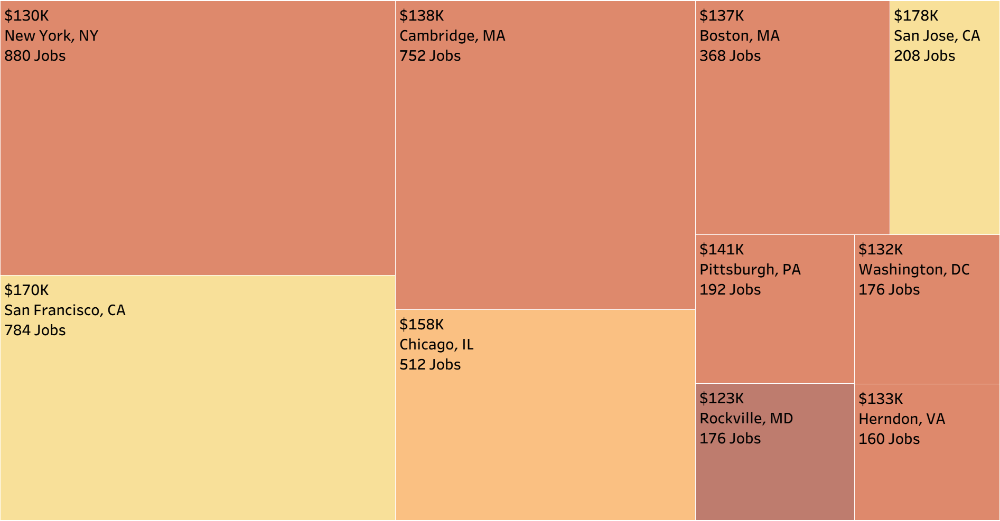 $130K
New York, NY
880 Jobs
$138K
Cambridge, MA
752 Jobs
$137K
Boston, MA
368 Jobs
$178K
San Jose, CA
208 Jobs
$170K
San Francisco, CA
784 Jobs
$158K
Chicago, IL
512 Jobs
$141K
Pittsburgh, PA
192 Jobs
$132K
Washington, DC
176 Jobs
$123K
Rockville, MD
176 Jobs
$133K
Herndon, VA
160 Jobs